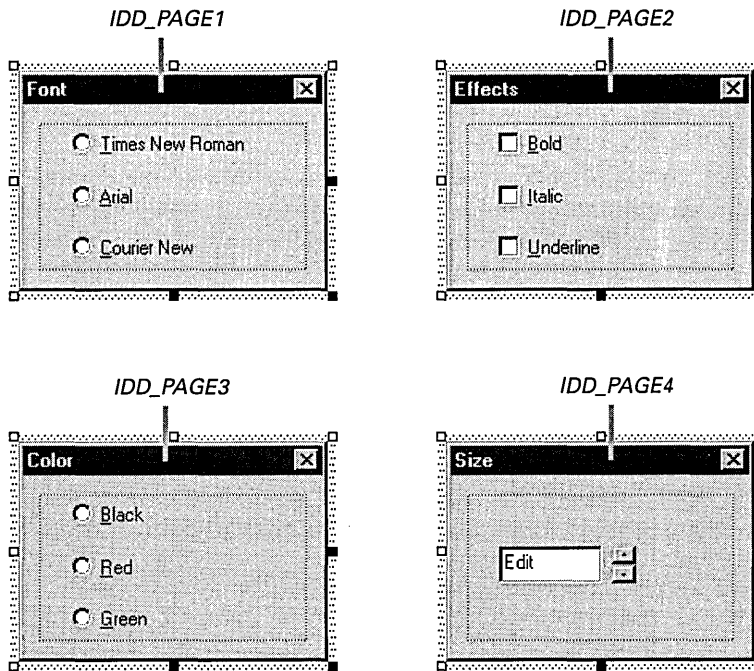 IDD_PAGE1
Font
Times New Roman
Arial
Courier New
IDD_PAGE2
Effects
Bold
Italic
Underline
IDD_PAGE3
Color
Black
Red
Green
IDD_PAGE4
Size
Edit